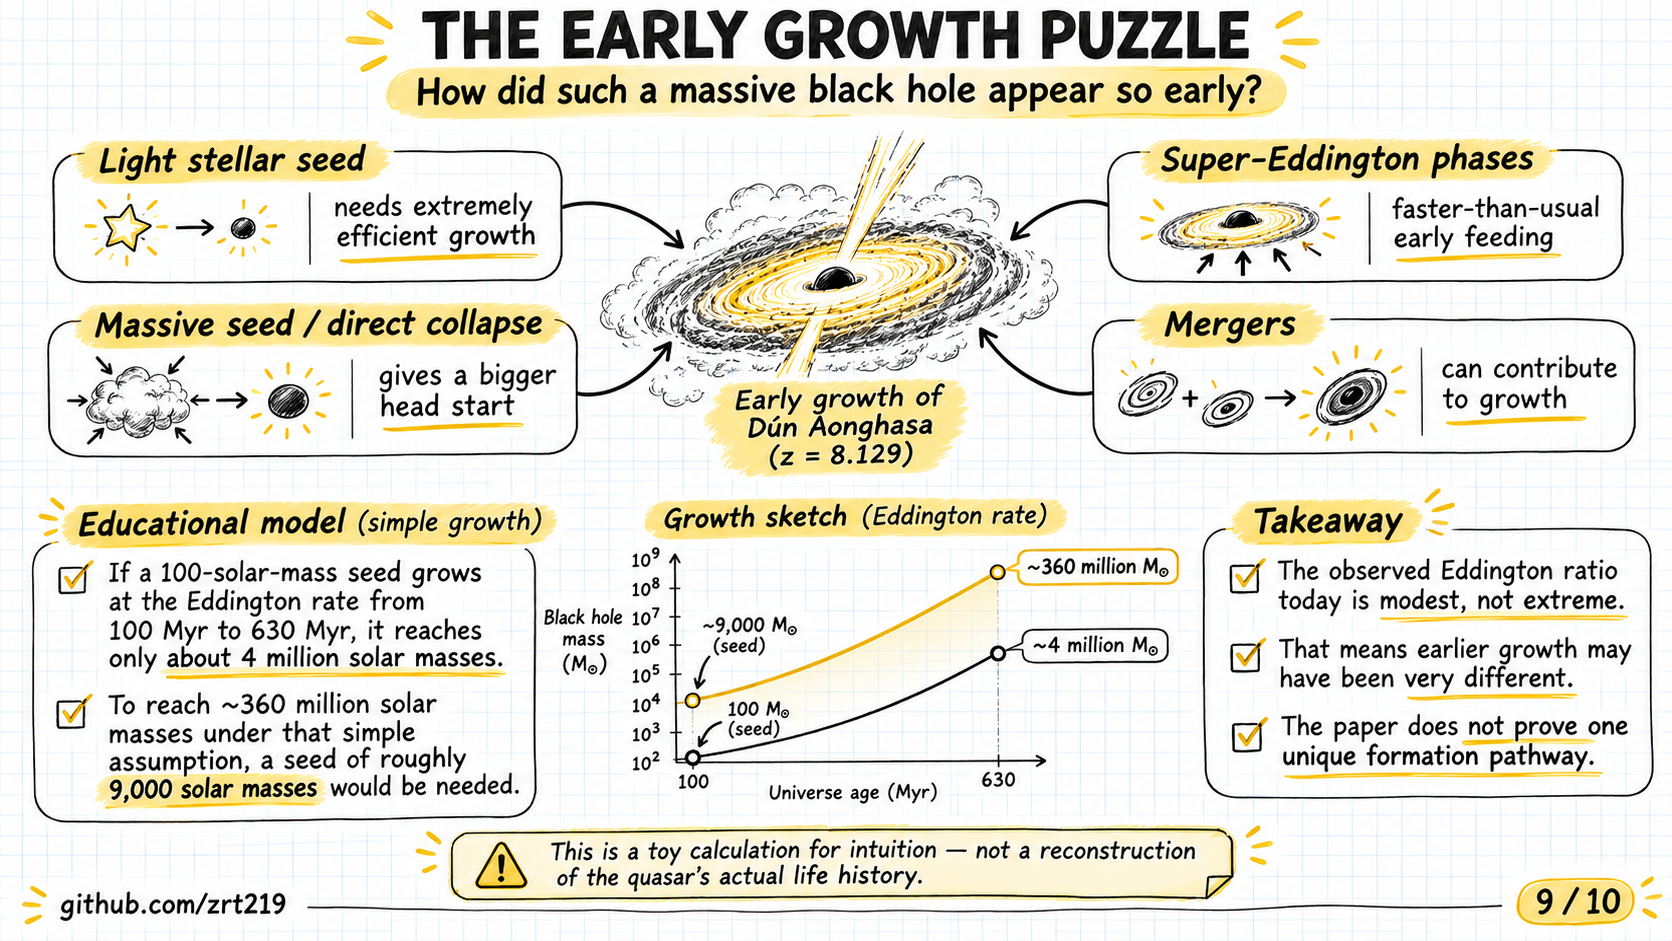 THE EARLY GROWTH PUZZLE
How did such a massive black hole appear so early?
Light stellar seed
needs extremely
efficient growth
Massive seed / direct collapse
gives a bigger
head start
Super-Eddington phases
faster-than-usual
early feeding
Mergers
+
can contribute
to growth
Early growth of
Dún Aonghasa
(z = 8.129)
Educational model (simple growth)
If a 100-solar-mass seed grows
at the Eddington rate from
100 Myr to 630 Myr, it reaches
only about 4 million solar masses.
To reach ~360 million solar
masses under that simple
assumption, a seed of roughly
9,000 solar masses would be needed.
Growth sketch (Eddington rate)
Black hole
mass
(M☉)
10⁹
10⁸
10⁷
10⁶
10⁵
10⁴
10³
10²
~9,000 M☉
(seed)
100 M☉
(seed)
~360 million M☉
~4 million M☉
100
630
Universe age (Myr)
Takeaway
The observed Eddington ratio
today is modest, not extreme.
That means earlier growth may
have been very different.
The paper does not prove one
unique formation pathway.
This is a toy calculation for intuition — not a reconstruction
of the quasar's actual life history.
github.com/zrt219
9 / 10